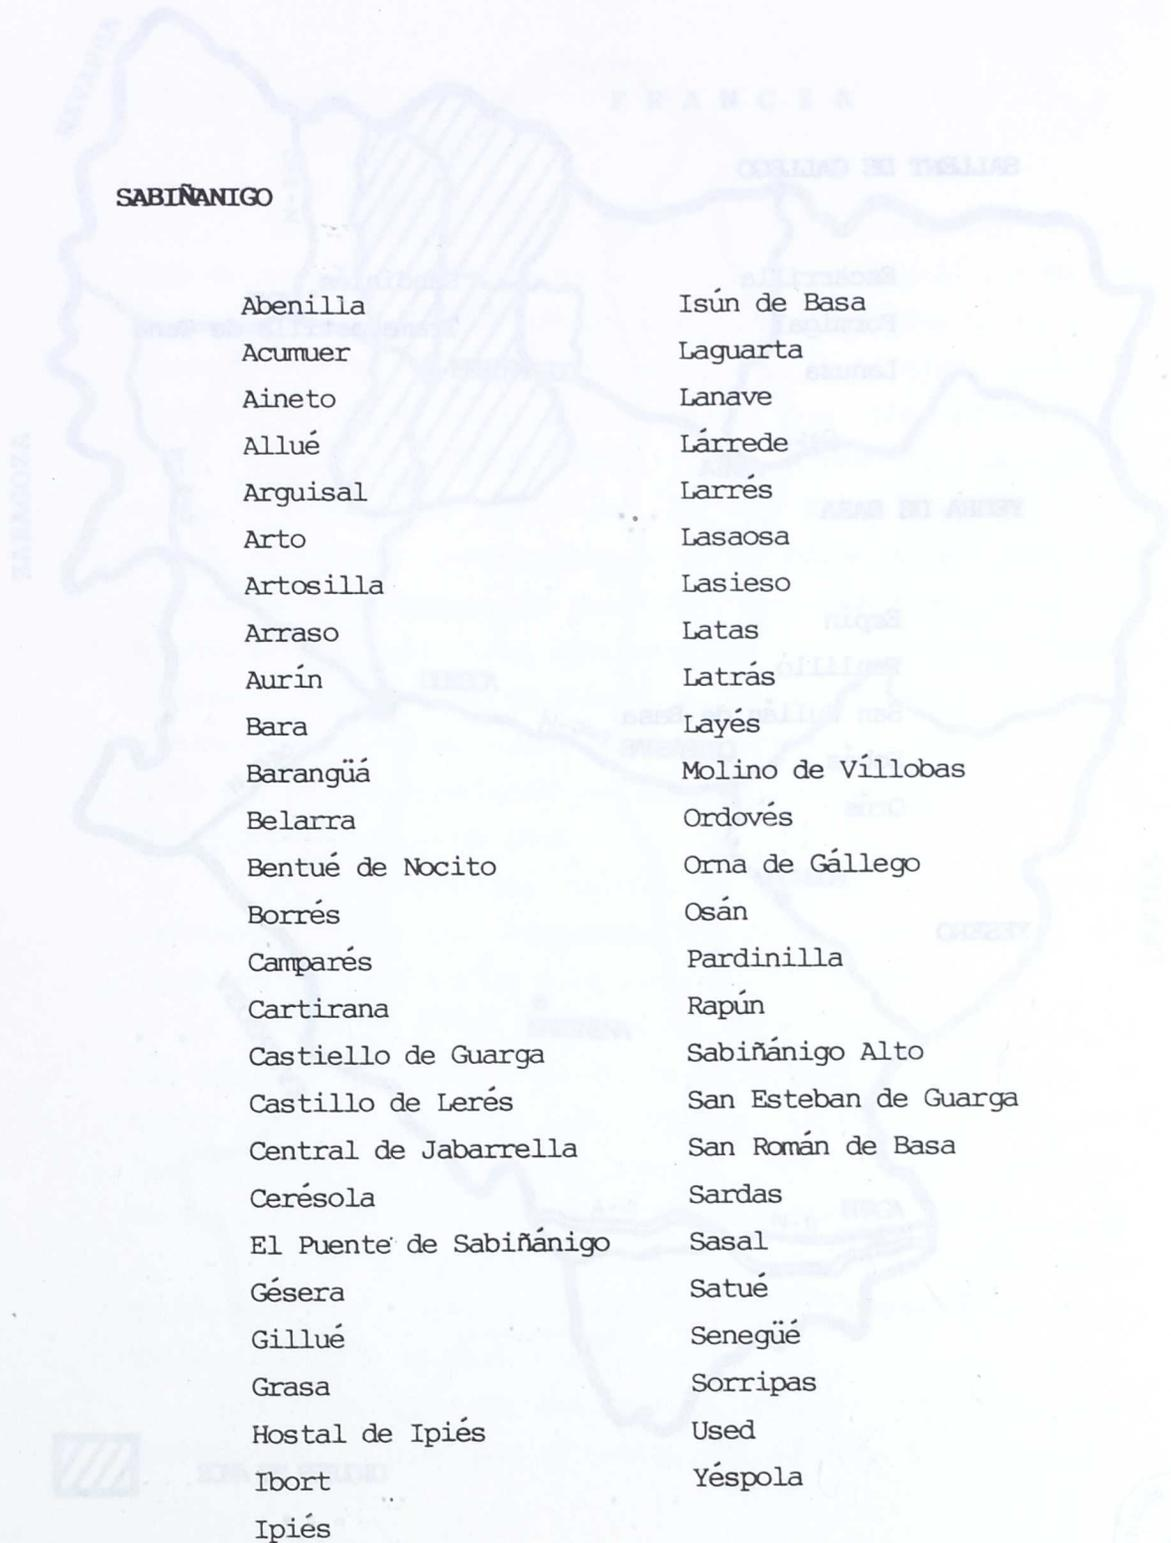 SABIÑANIGO
Abenilla
Acumuer
Aineto
Allué
Arguisal
Arto
Artosilla
Arraso
Aurín
Bara
Barangüá
Belarra
Bentué de Nocito
Borrés
Camparés
Cartirana
Castiello de Guarga
Castillo de Lerés
Central de Jabarrella
Cerésola
El Puente de Sabiñánigo
Gésera
Gillué
Grasa
Hostal de Ipiés
Ibort
Ipiés
Isún de Basa
Laguarta
Lanave
Lárrede
Larrés
Lasaosa
Lasieso
Latas
Latrás
Layés
Molino de Víllobas
Ordovés
Orna de Gállego
Osán
Pardinilla
Rapún
Sabiñánigo Alto
San Esteban de Guarga
San Román de Basa
Sardas
Sasal
Satué
Senegüé
Sorripas
Used
Yéspola